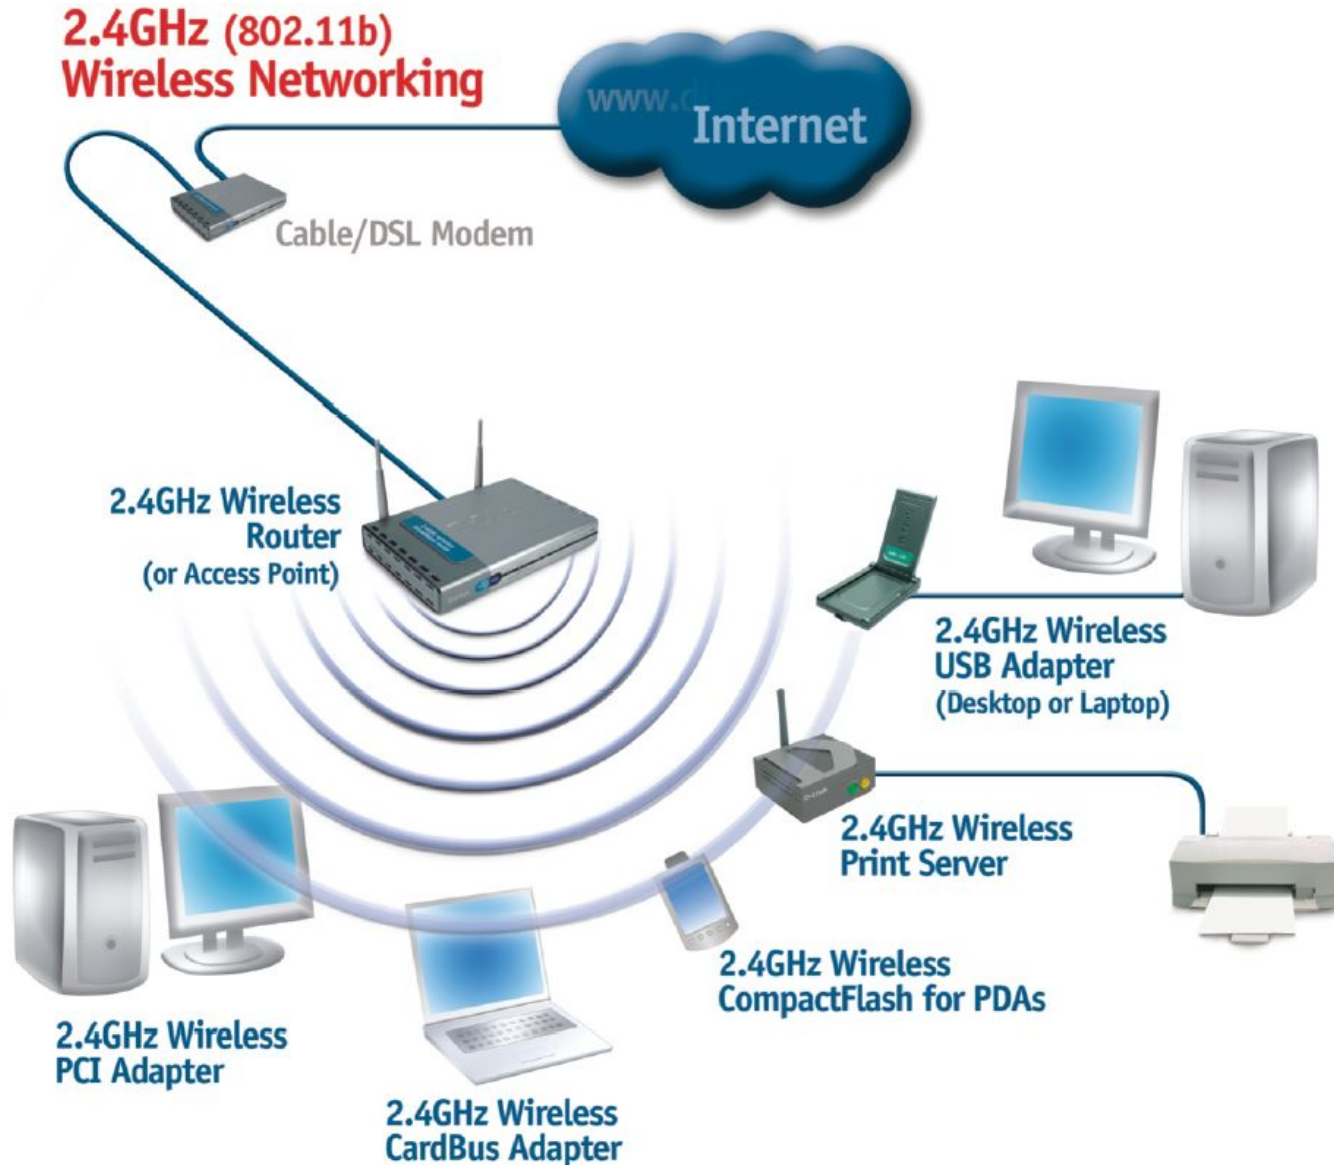 2.4GHz (802.11b)
Wireless Networking
Internet
Cable/DSL Modem
2.4GHz Wireless
Router
(or Access Point)
2.4GHz Wireless
USB Adapter
(Desktop or Laptop)
2.4GHz Wireless
Print Server
2.4GHz Wireless
CompactFlash for PDAs
2.4GHz Wireless
PCI Adapter
2.4GHz Wireless
CardBus Adapter